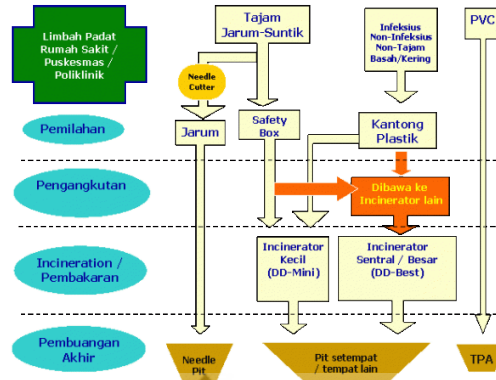 Limbah Padat
Rumah Sakit /
Puskesmas /
Poliklinik
Tajam
Jarum-Suntik
Infeksius
Non-Infeksius
Non-Tajam
Basah/Kering
PVC
Needle
Cutter
Pemilahan
Jarum
Safety
Box
Kantong
Plastik
Pengangkutan
Dibawa ke
Incinerator lain
Incineration /
Pembakaran
Incinerator
Kecil
(DD-Mini)
Incinerator
Sentral / Besar
(DD-Best)
Pembuangan
Akhir
Needle
Pit
Pit setempat
/ tempat lain
TPA